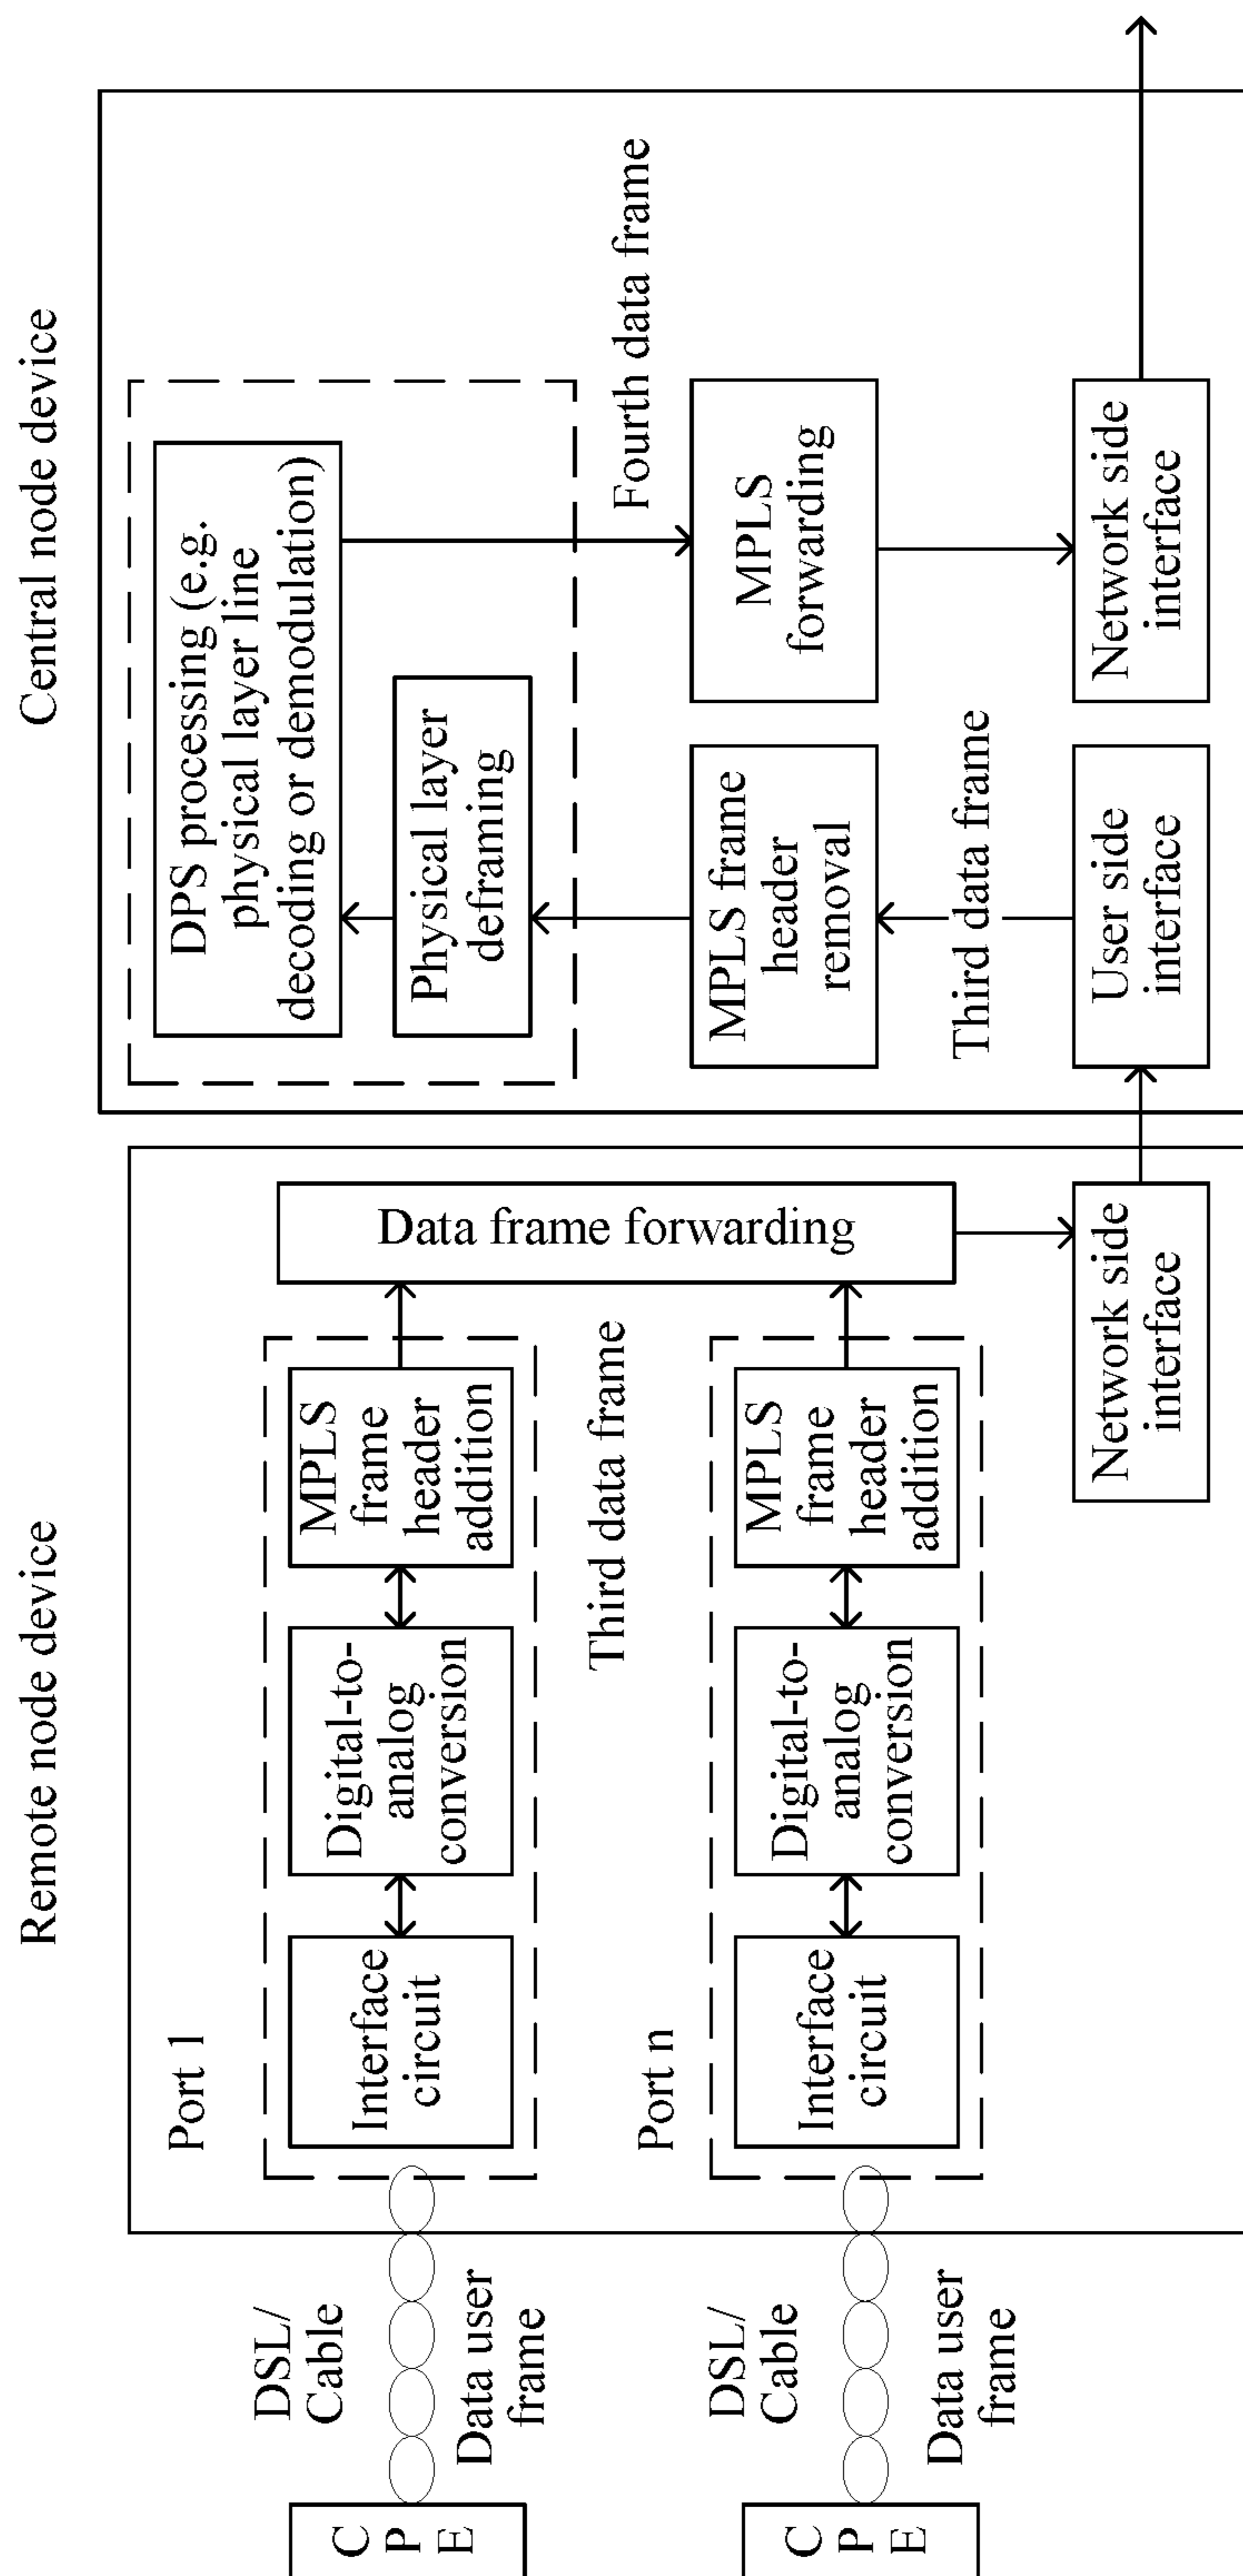 Remote node device
Central node device
Port 1
DSL/
Cable
C
P
E
Data user
frame
Interface
circuit
Digital-to-
analog
conversion
MPLS
frame
header
addition
Third data frame
Port n
DSL/
Cable
C
P
E
Data user
frame
Interface
circuit
Digital-to-
analog
conversion
MPLS
frame
header
addition
Data frame forwarding
Network side
interface
DPS processing (e.g.
physical layer line
decoding or demodulation)
Physical layer
deframing
Fourth data frame
MPLS frame
header
removal
MPLS
forwarding
Third data frame
User side
interface
Network side
interface